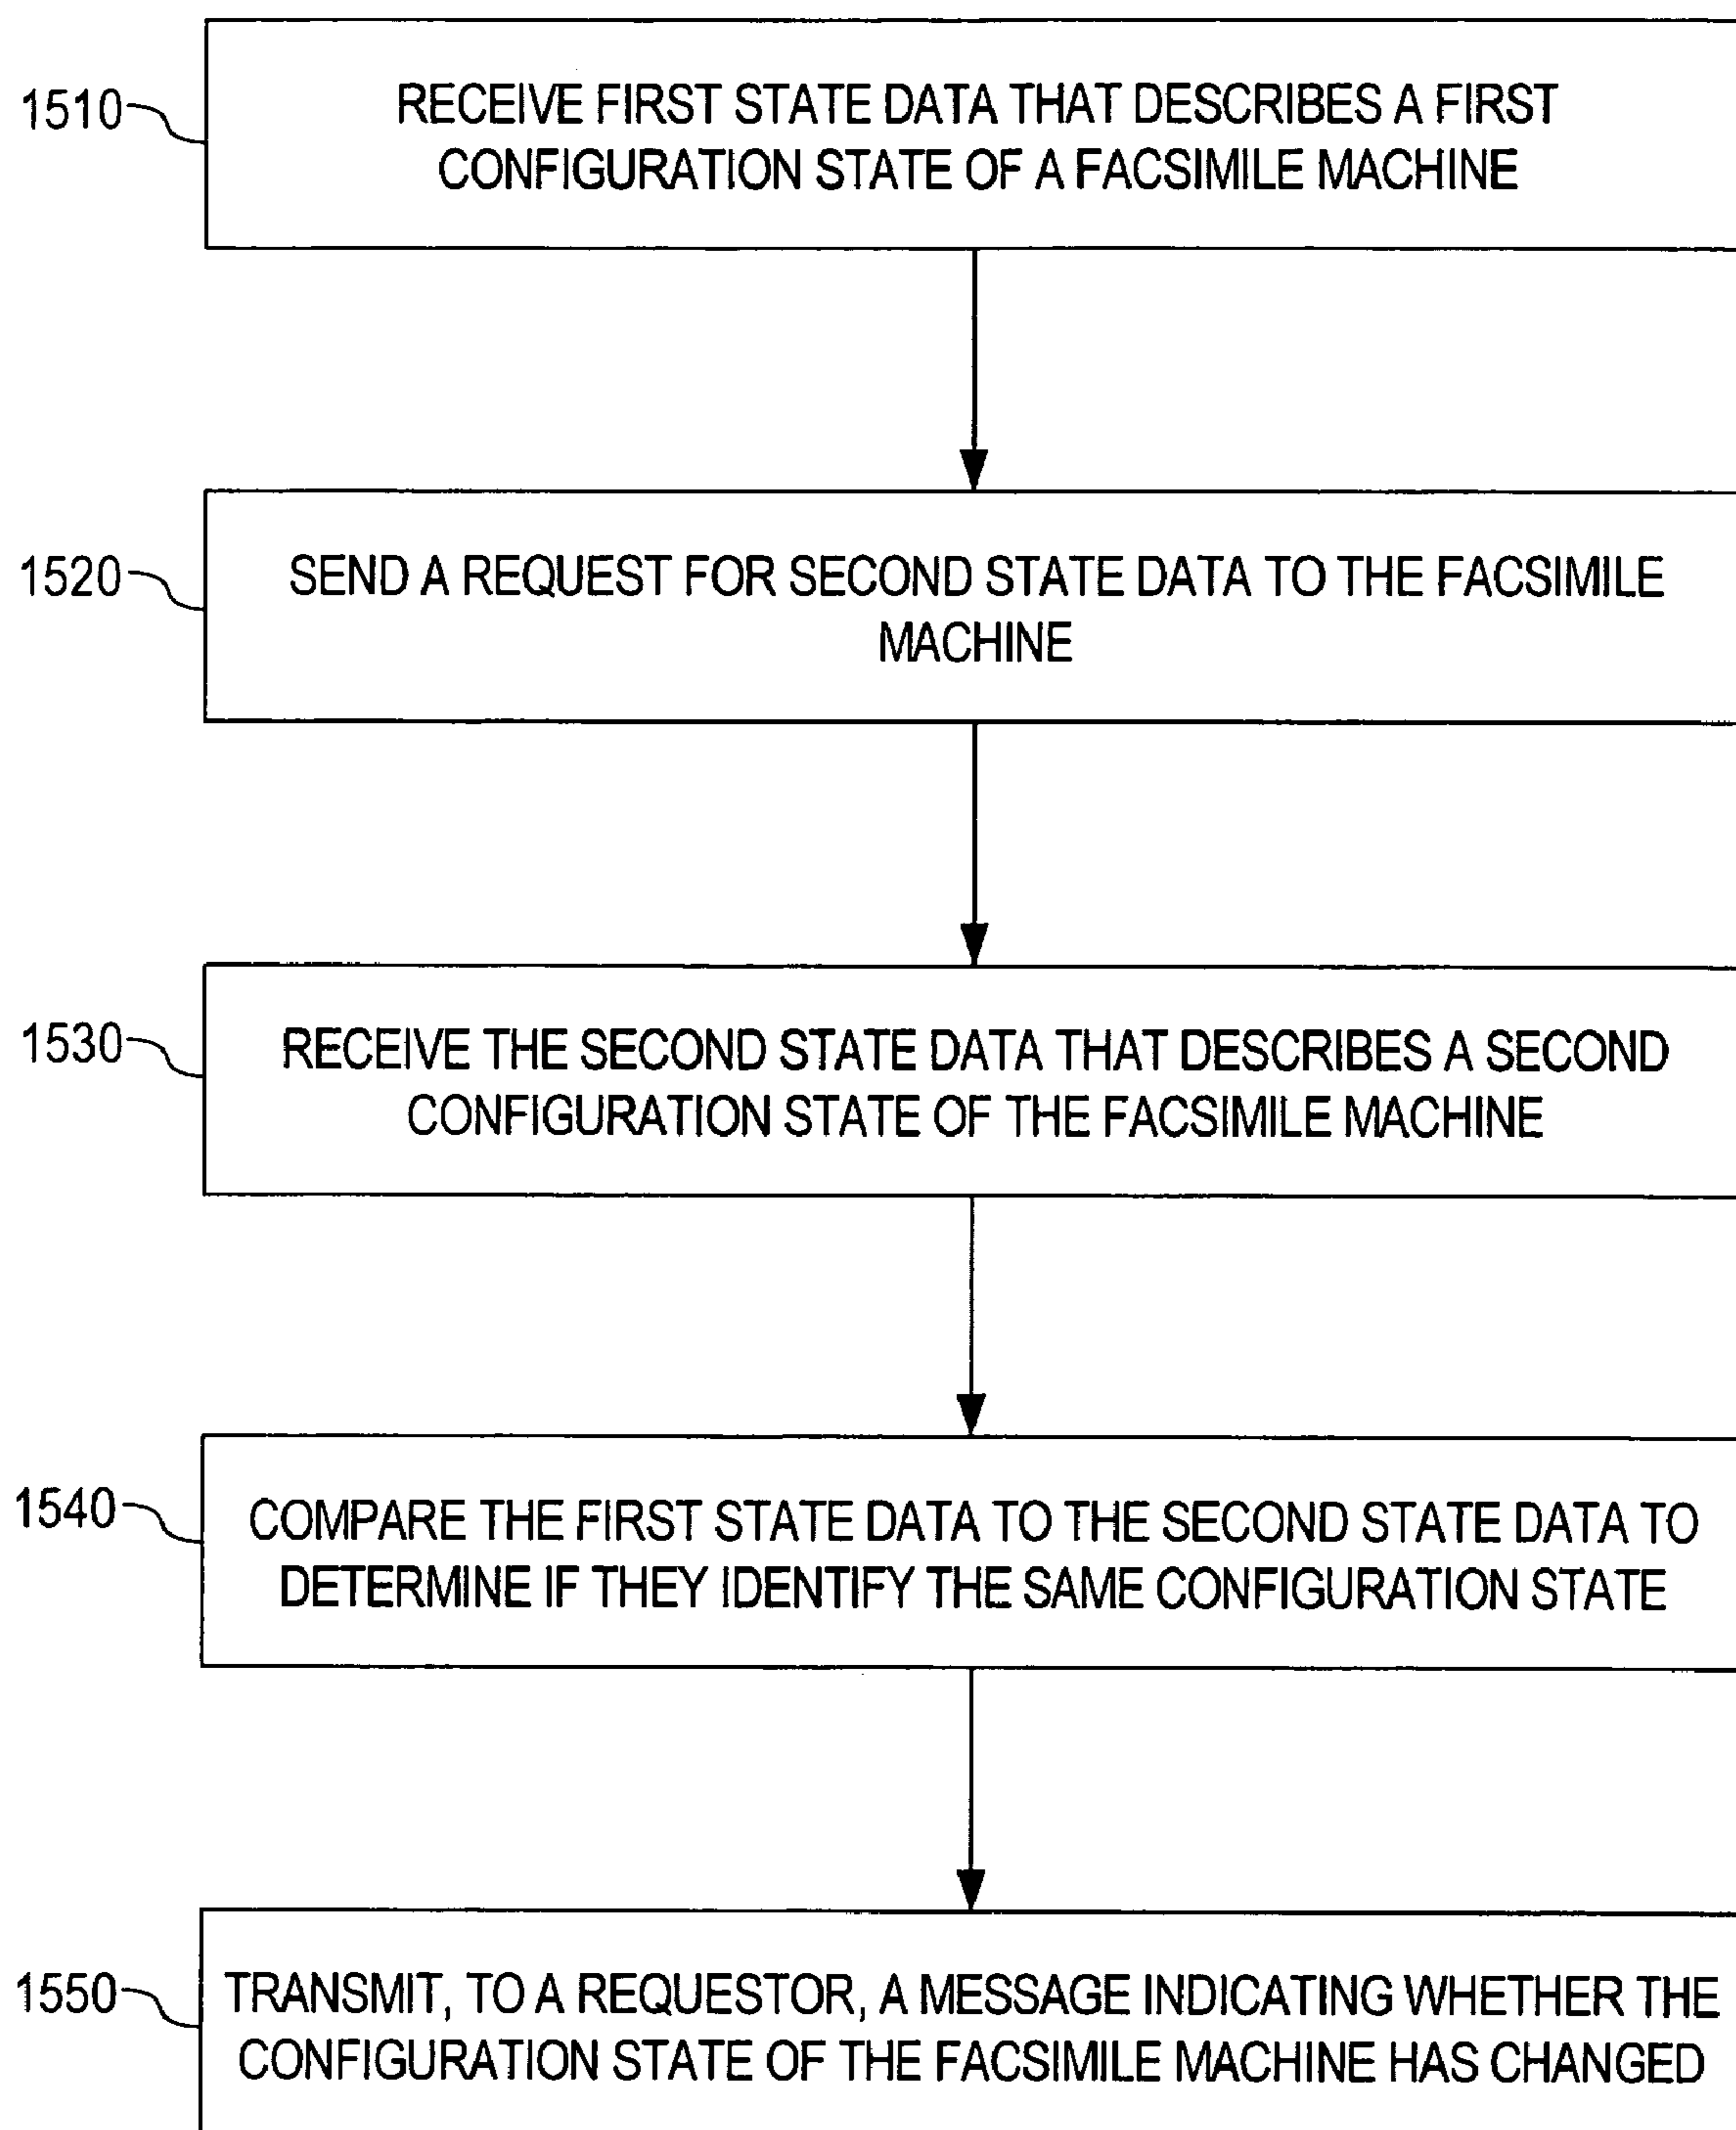 1510
RECEIVE FIRST STATE DATA THAT DESCRIBES A FIRST
CONFIGURATION STATE OF A FACSIMILE MACHINE
1520
SEND A REQUEST FOR SECOND STATE DATA TO THE FACSIMILE
MACHINE
1530
RECEIVE THE SECOND STATE DATA THAT DESCRIBES A SECOND
CONFIGURATION STATE OF THE FACSIMILE MACHINE
1540
COMPARE THE FIRST STATE DATA TO THE SECOND STATE DATA TO
DETERMINE IF THEY IDENTIFY THE SAME CONFIGURATION STATE
1550
TRANSMIT, TO A REQUESTOR, A MESSAGE INDICATING WHETHER THE
CONFIGURATION STATE OF THE FACSIMILE MACHINE HAS CHANGED